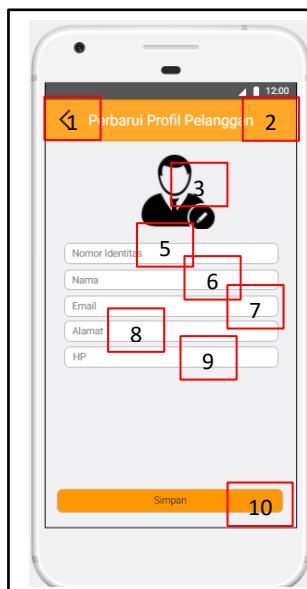 12:00
1 Perbarui Profil Pelanggan 2
3
5
Nomor Identitas
Nama 6
Email 7
Alamat 8
HP 9
Simpan 10